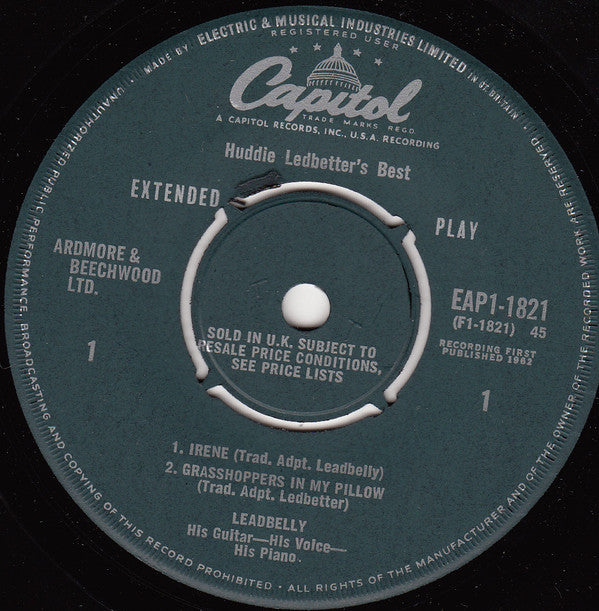 MADE BY ELECTRIC & MUSICAL INDUSTRIES LIMITED IN GT. BRITAIN
REGISTERED USER
Capitol
TRADE MARKS REGD
A CAPITOL RECORDS, INC., U.S.A. RECORDING
Huddie Ledbetter's Best
EXTENDED PLAY
ARDMORE &
BEECHWOOD
LTD.
EAP1-1821
(F1-1821) 45
RECORDING FIRST
PUBLISHED 1962
1
1
SOLD IN U.K. SUBJECT TO
RESALE PRICE CONDITIONS,
SEE PRICE LISTS
1. IRENE (Trad. Adpt. Leadbelly)
2. GRASSHOPPERS IN MY PILLOW
(Trad. Adpt. Ledbetter)
LEADBELLY
His Guitar—His Voice—
His Piano.
UNAUTHORIZED PUBLIC PERFORMANCE, BROADCASTING AND COPYING OF THIS RECORD PROHIBITED · ALL RIGHTS OF THE MANUFACTURER AND OF THE OWNER OF THE RECORDED WORK ARE RESERVED